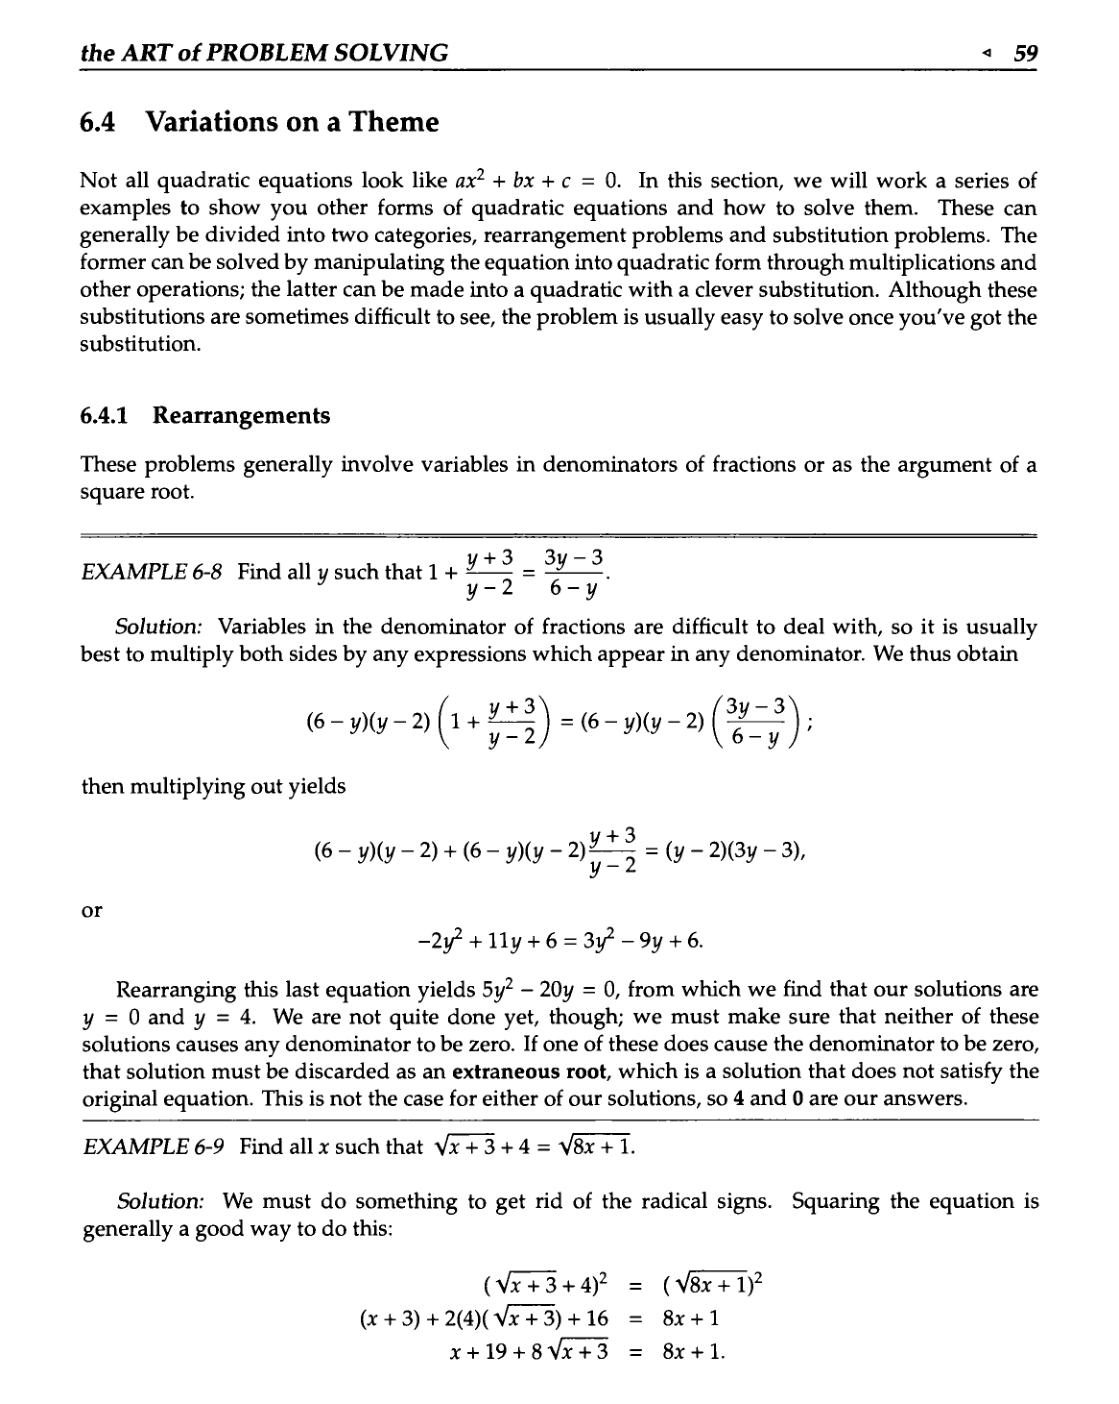 the ART of PROBLEM SOLVING ◃ 59
6.4 Variations on a Theme
Not all quadratic equations look like ax² + bx + c = 0. In this section, we will work a series of
examples to show you other forms of quadratic equations and how to solve them. These can
generally be divided into two categories, rearrangement problems and substitution problems. The
former can be solved by manipulating the equation into quadratic form through multiplications and
other operations; the latter can be made into a quadratic with a clever substitution. Although these
substitutions are sometimes difficult to see, the problem is usually easy to solve once you've got the
substitution.
6.4.1 Rearrangements
These problems generally involve variables in denominators of fractions or as the argument of a
square root.
EXAMPLE 6-8 Find all y such that 1 + (y + 3)/(y − 2) = (3y − 3)/(6 − y).
Solution: Variables in the denominator of fractions are difficult to deal with, so it is usually
best to multiply both sides by any expressions which appear in any denominator. We thus obtain
(6 − y)(y − 2) (1 + (y + 3)/(y − 2)) = (6 − y)(y − 2) ((3y − 3)/(6 − y));
then multiplying out yields
(6 − y)(y − 2) + (6 − y)(y − 2) (y + 3)/(y − 2) = (y − 2)(3y − 3),
or
−2y² + 11y + 6 = 3y² − 9y + 6.
Rearranging this last equation yields 5y² − 20y = 0, from which we find that our solutions are
y = 0 and y = 4. We are not quite done yet, though; we must make sure that neither of these
solutions causes any denominator to be zero. If one of these does cause the denominator to be zero,
that solution must be discarded as an extraneous root, which is a solution that does not satisfy the
original equation. This is not the case for either of our solutions, so 4 and 0 are our answers.
EXAMPLE 6-9 Find all x such that √(x + 3) + 4 = √(8x + 1).
Solution: We must do something to get rid of the radical signs. Squaring the equation is
generally a good way to do this:
(√(x + 3) + 4)² = (√(8x + 1))²
(x + 3) + 2(4)(√(x + 3)) + 16 = 8x + 1
x + 19 + 8√(x + 3) = 8x + 1.